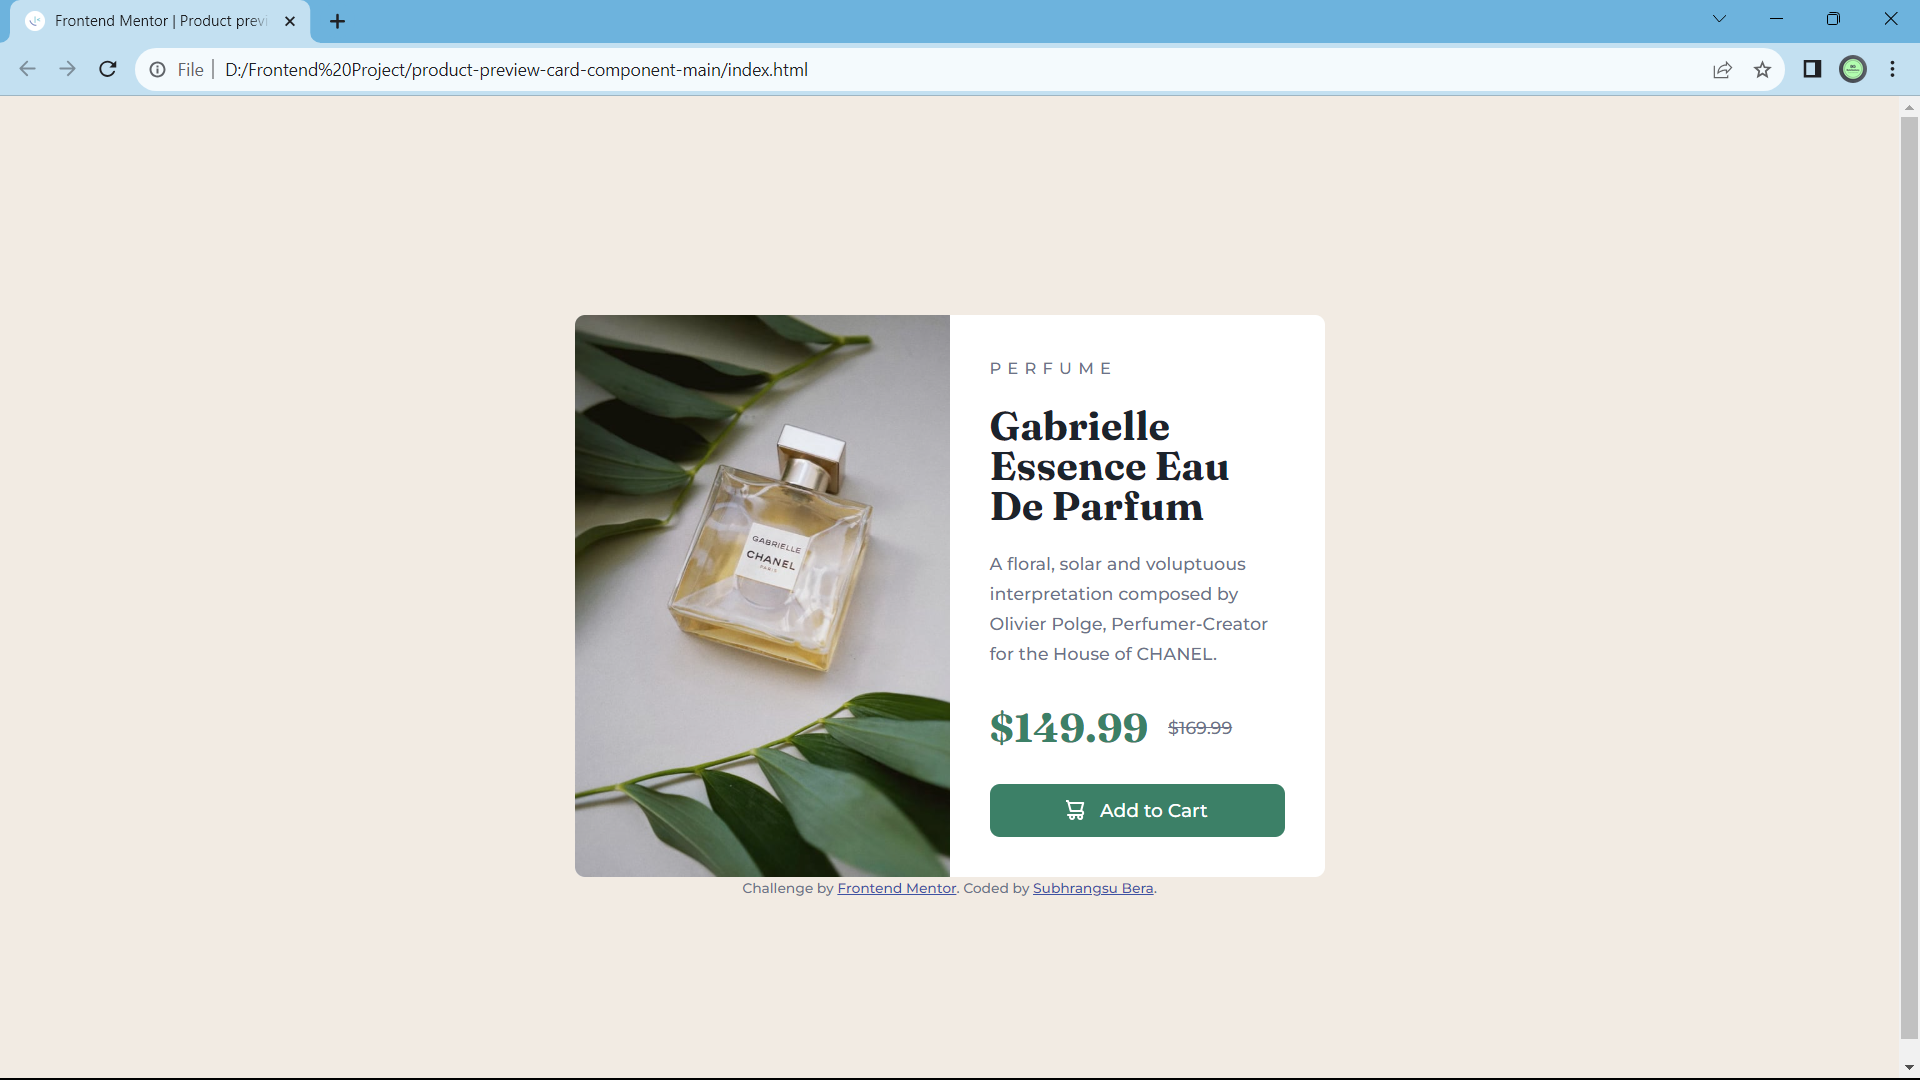 Frontend Mentor | Product previ
File
D:/Frontend%20Project/product-preview-card-component-main/index.html
GABRIELLE
CHANEL
PARIS
PERFUME
Gabrielle
Essence Eau
De Parfum
A floral, solar and voluptuous
interpretation composed by
Olivier Polge, Perfumer-Creator
for the House of CHANEL.
$149.99 $169.99
Add to Cart
Challenge by Frontend Mentor. Coded by Subhrangsu Bera.